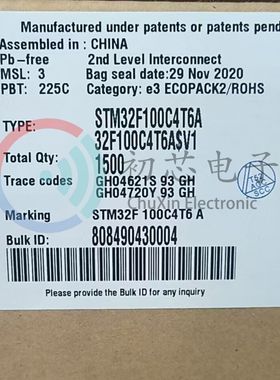 Manufactured under patents or patents pend
Assembled in : CHINA
Pb-free 2nd Level Interconnect
MSL: 3 Bag seal date: 29 Nov 2020
PBT: 225C Category: e3 ECOPACK2/ROHS
TYPE: STM32F100C4T6A
32F100C4T6A$V1
Total Qty: 1500
Trace codes GH04621S 93 GH
GH04720Y 93 GH
Marking STM32F 100C4T6 A
Bulk ID: 808490430004
Please provide the Bulk ID for any inquiry
初芯电子
ChuXin Electronic